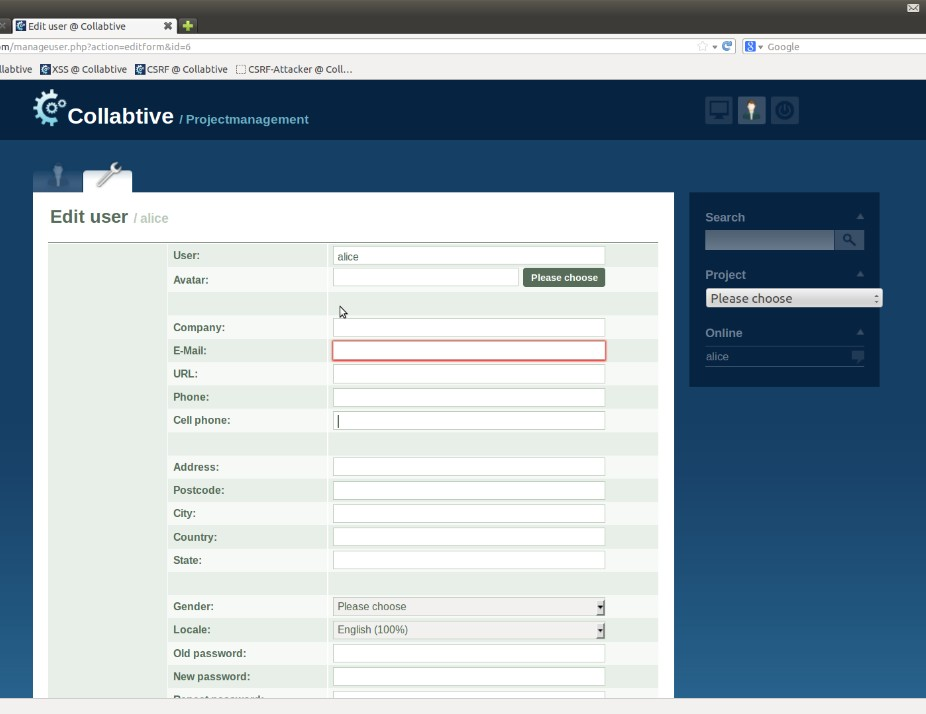 Edit user @ Collabtive
m/manageuser.php?action=editform&id=6
Google
llabtive XSS @ Collabtive CSRF @ Collabtive CSRF-Attacker @ Coll...
Collabtive / Projectmanagement
Edit user / alice
User: alice
Avatar: Please choose
Company:
E-Mail:
URL:
Phone:
Cell phone:
Address:
Postcode:
City:
Country:
State:
Gender: Please choose
Locale: English (100%)
Old password:
New password:
Search
Project
Please choose
Online
alice